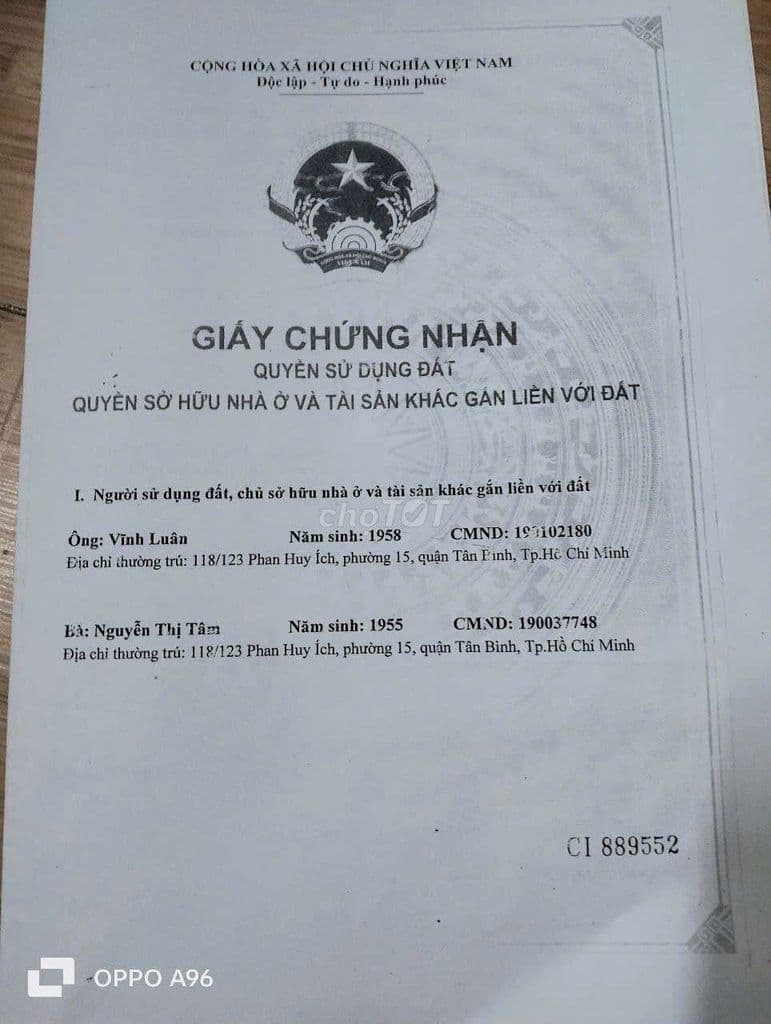 CỘNG HÒA XÃ HỘI CHỦ NGHĨA VIỆT NAM
Độc lập - Tự do - Hạnh phúc
VIỆT NAM
GIẤY CHỨNG NHẬN
QUYỀN SỬ DỤNG ĐẤT
QUYỀN SỞ HỮU NHÀ Ở VÀ TÀI SẢN KHÁC GẮN LIỀN VỚI ĐẤT
I. Người sử dụng đất, chủ sở hữu nhà ở và tài sản khác gắn liền với đất
choTOT
Ông: Vĩnh Luân Năm sinh: 1958 CMND:
Địa chỉ thường trú: 118/123 Phan Huy Ích, phường 15, quận Tân Bình, Tp.Hồ Chí Minh
Bà: Nguyễn Thị Tâm Năm sinh: 1955 CMND: 190037748
Địa chỉ thường trú: 118/123 Phan Huy Ích, phường 15, quận Tân Bình, Tp.Hồ Chí Minh
CI 889552
OPPO A96